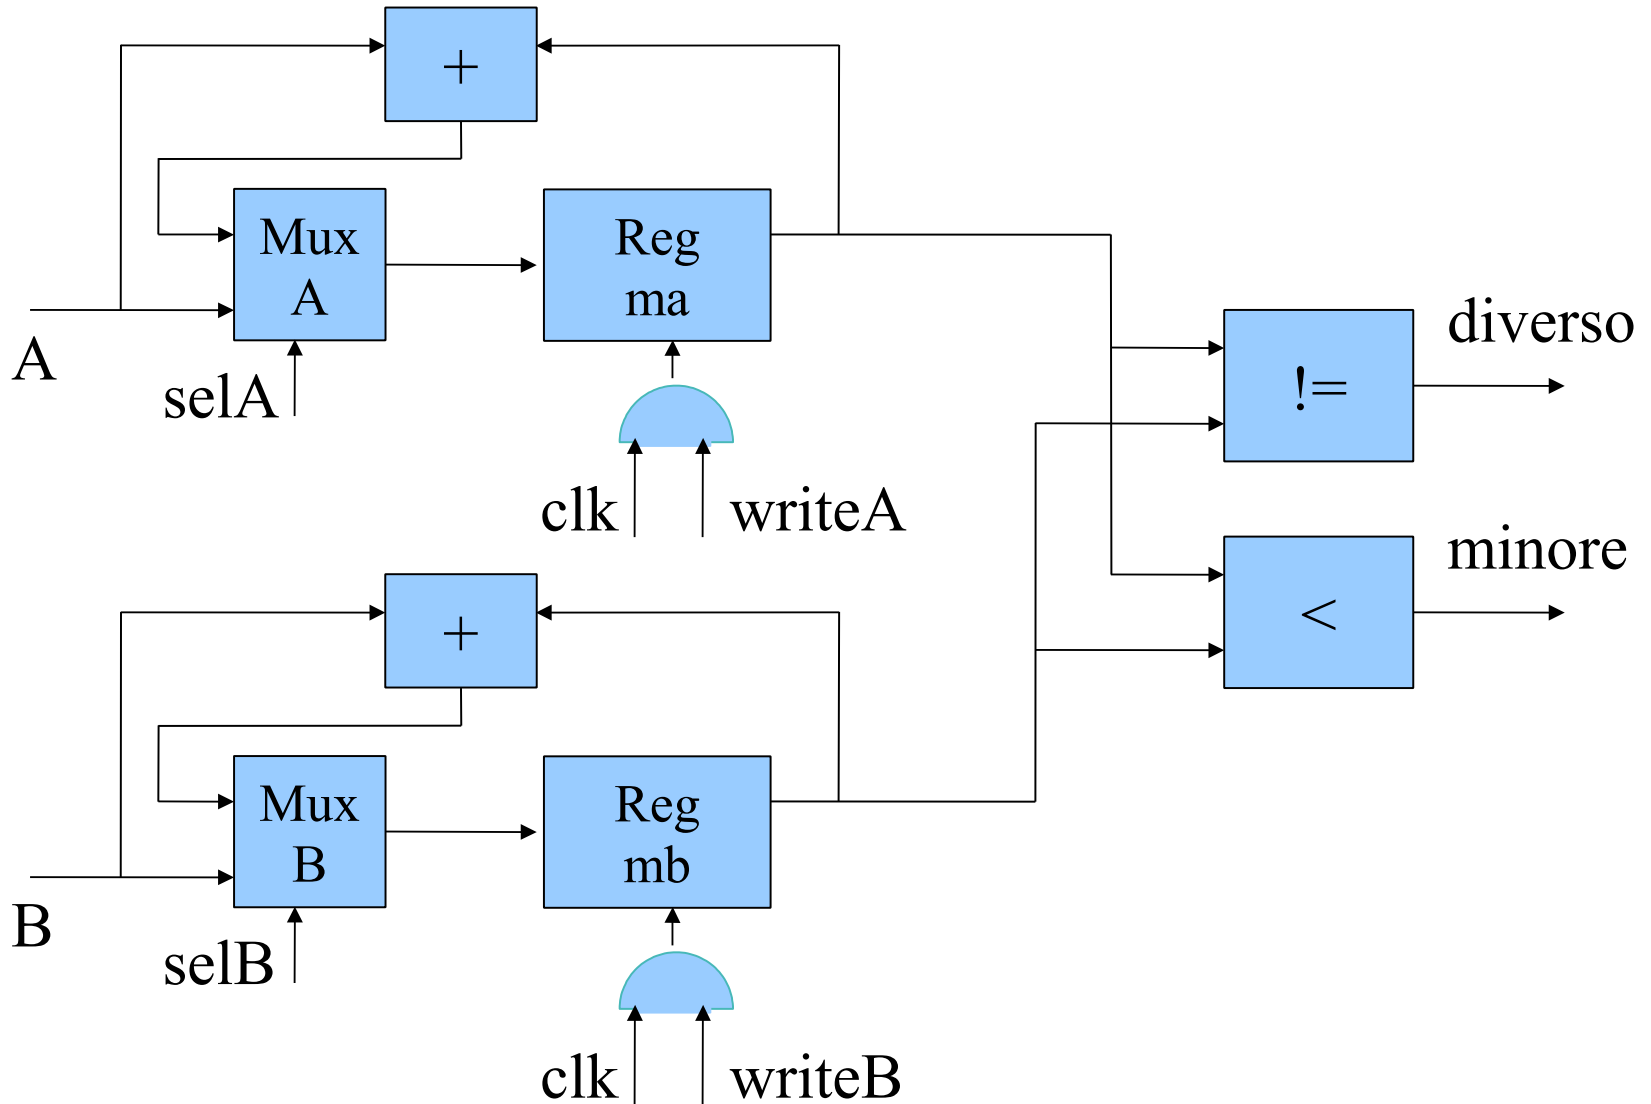 +
Mux
A
Reg
ma
A
selA
clk
writeA
diverso
!=
minore
<
+
Mux
B
Reg
mb
B
selB
clk
writeB